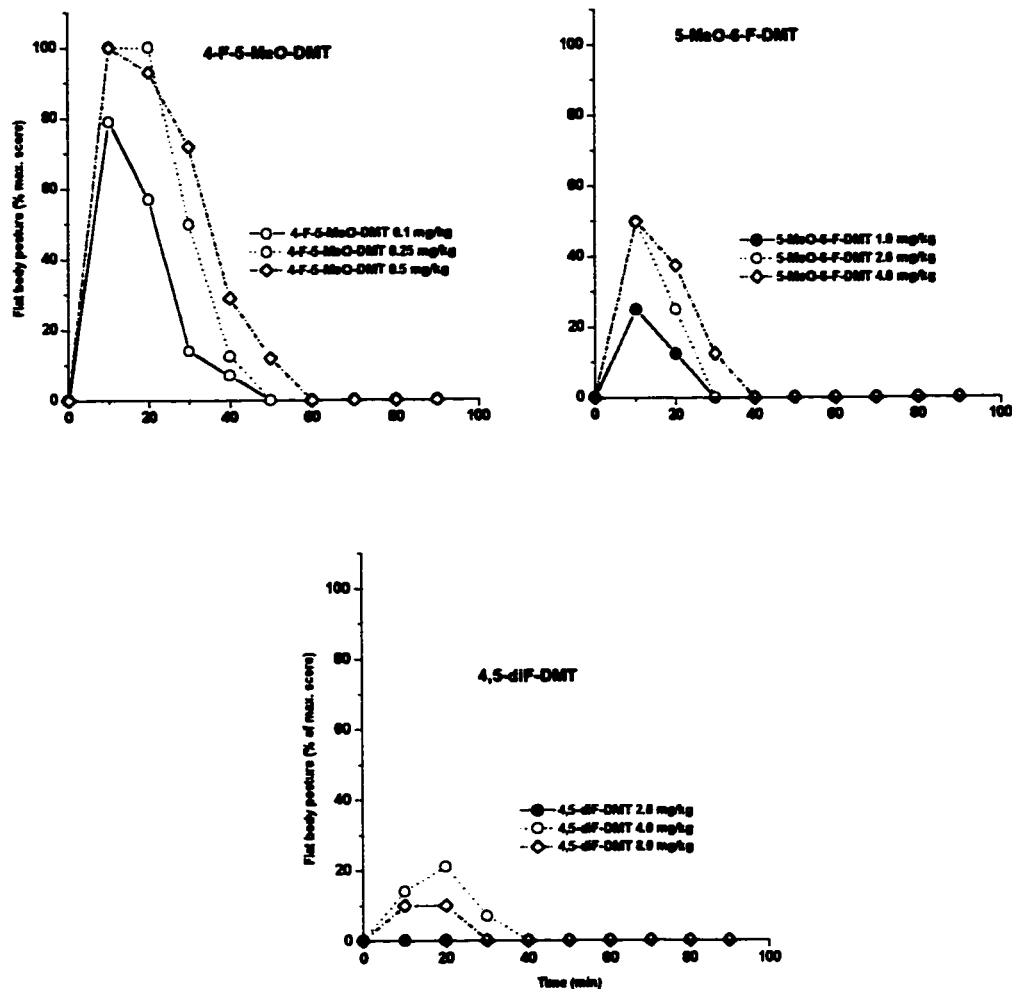 4-F-5-MeO-DMT
Flat body posture (% max. score)
100
80
60
40
20
0
4-F-5-MeO-DMT 0.1 mg/kg
4-F-5-MeO-DMT 0.25 mg/kg
4-F-5-MeO-DMT 0.5 mg/kg
0
20
40
60
80
100
5-MeO-6-F-DMT
100
80
60
40
20
0
5-MeO-6-F-DMT 1.0 mg/kg
5-MeO-6-F-DMT 2.0 mg/kg
5-MeO-6-F-DMT 4.0 mg/kg
0
20
40
60
80
100
4,5-diF-DMT
Flat body posture (% of max. score)
100
80
60
40
20
0
4,5-diF-DMT 2.0 mg/kg
4,5-diF-DMT 4.0 mg/kg
4,5-diF-DMT 8.0 mg/kg
0
20
40
60
80
100
Time (min)